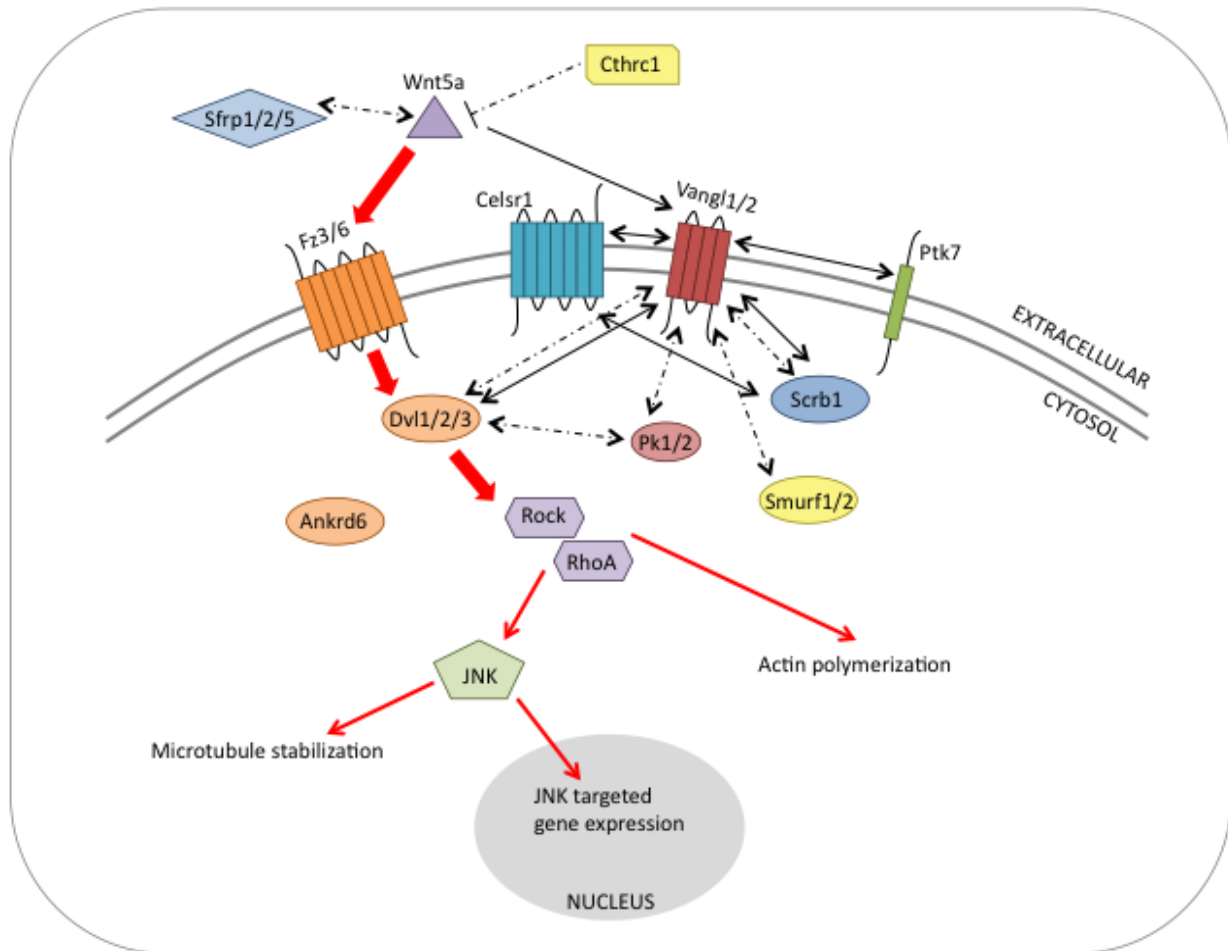 Cthrc1
Wnt5a
Sfrp1/2/5
Celsr1
Vangl1/2
Fz3/6
Ptk7
EXTRACELLULAR
CYTOSOL
Scrb1
Dvl1/2/3
Pk1/2
Smurf1/2
Ankrd6
Rock
RhoA
JNK
Actin polymerization
Microtubule stabilization
JNK targeted
gene expression
NUCLEUS